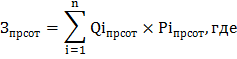 З_прсот = ∑_{i=1}^{n} Qi_прсот × Pi_прсот, где